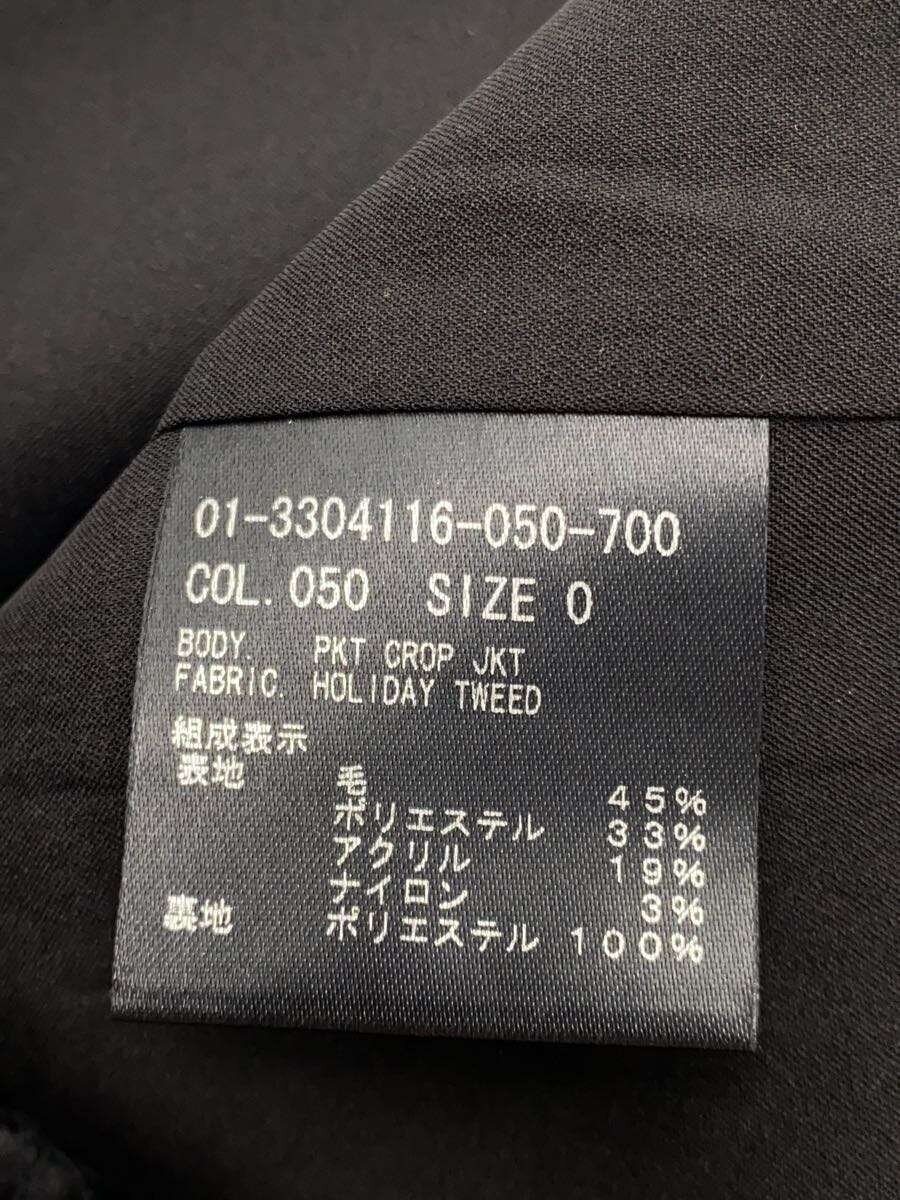 01-3304116-050-700
COL. 050 SIZE 0
BODY. PKT CROP JKT
FABRIC. HOLIDAY TWEED
組成表示
表地 毛 45%
ポリエステル 33%
アクリル 19%
ナイロン 3%
裏地 ポリエステル 100%